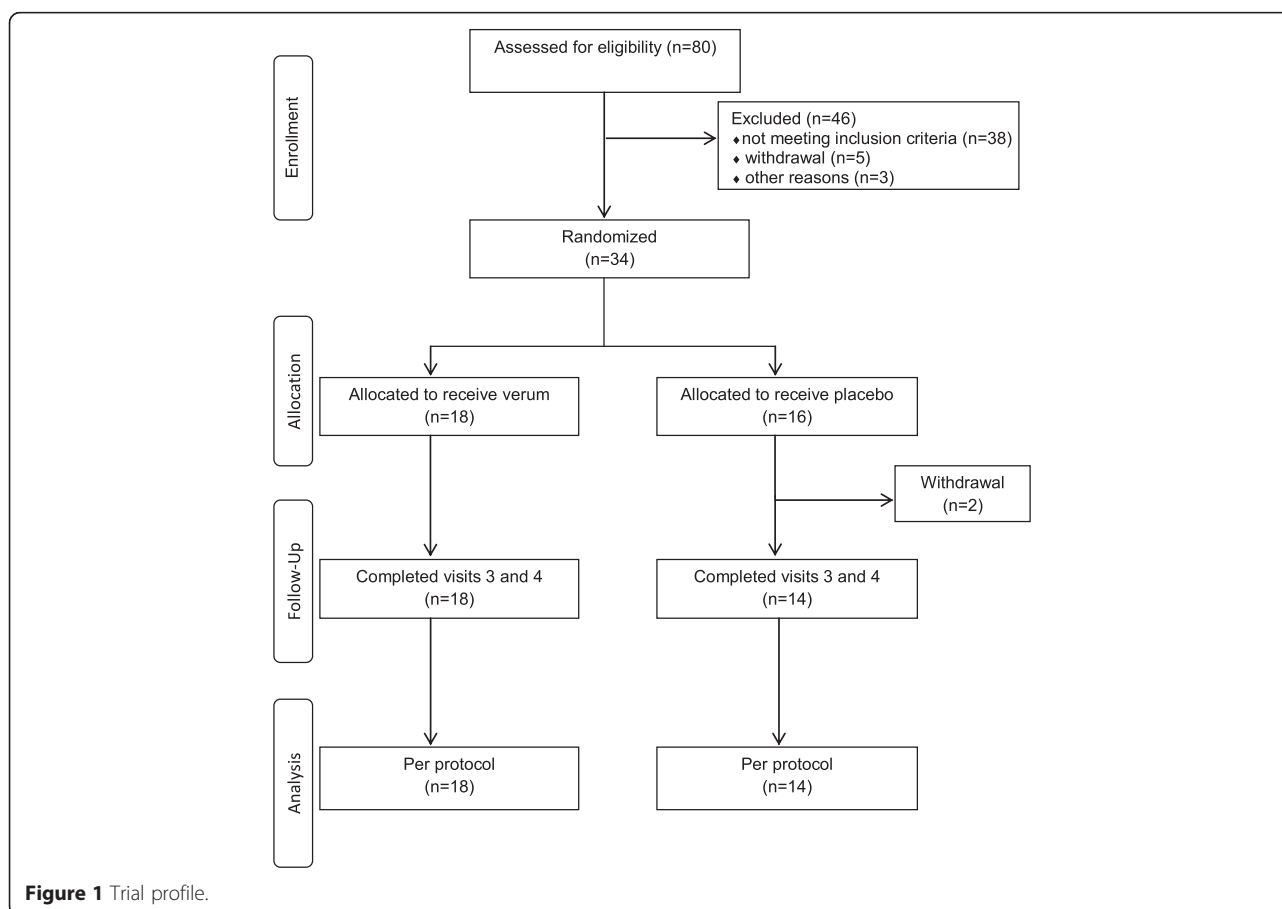 Assessed for eligibility (n=80)
Enrollment
Excluded (n=46)
♦not meeting inclusion criteria (n=38)
♦ withdrawal (n=5)
♦ other reasons (n=3)
Randomized
(n=34)
Allocation
Allocated to receive verum
(n=18)
Allocated to receive placebo
(n=16)
Withdrawal
(n=2)
Follow-Up
Completed visits 3 and 4
(n=18)
Completed visits 3 and 4
(n=14)
Analysis
Per protocol
(n=18)
Per protocol
(n=14)
Figure 1 Trial profile.